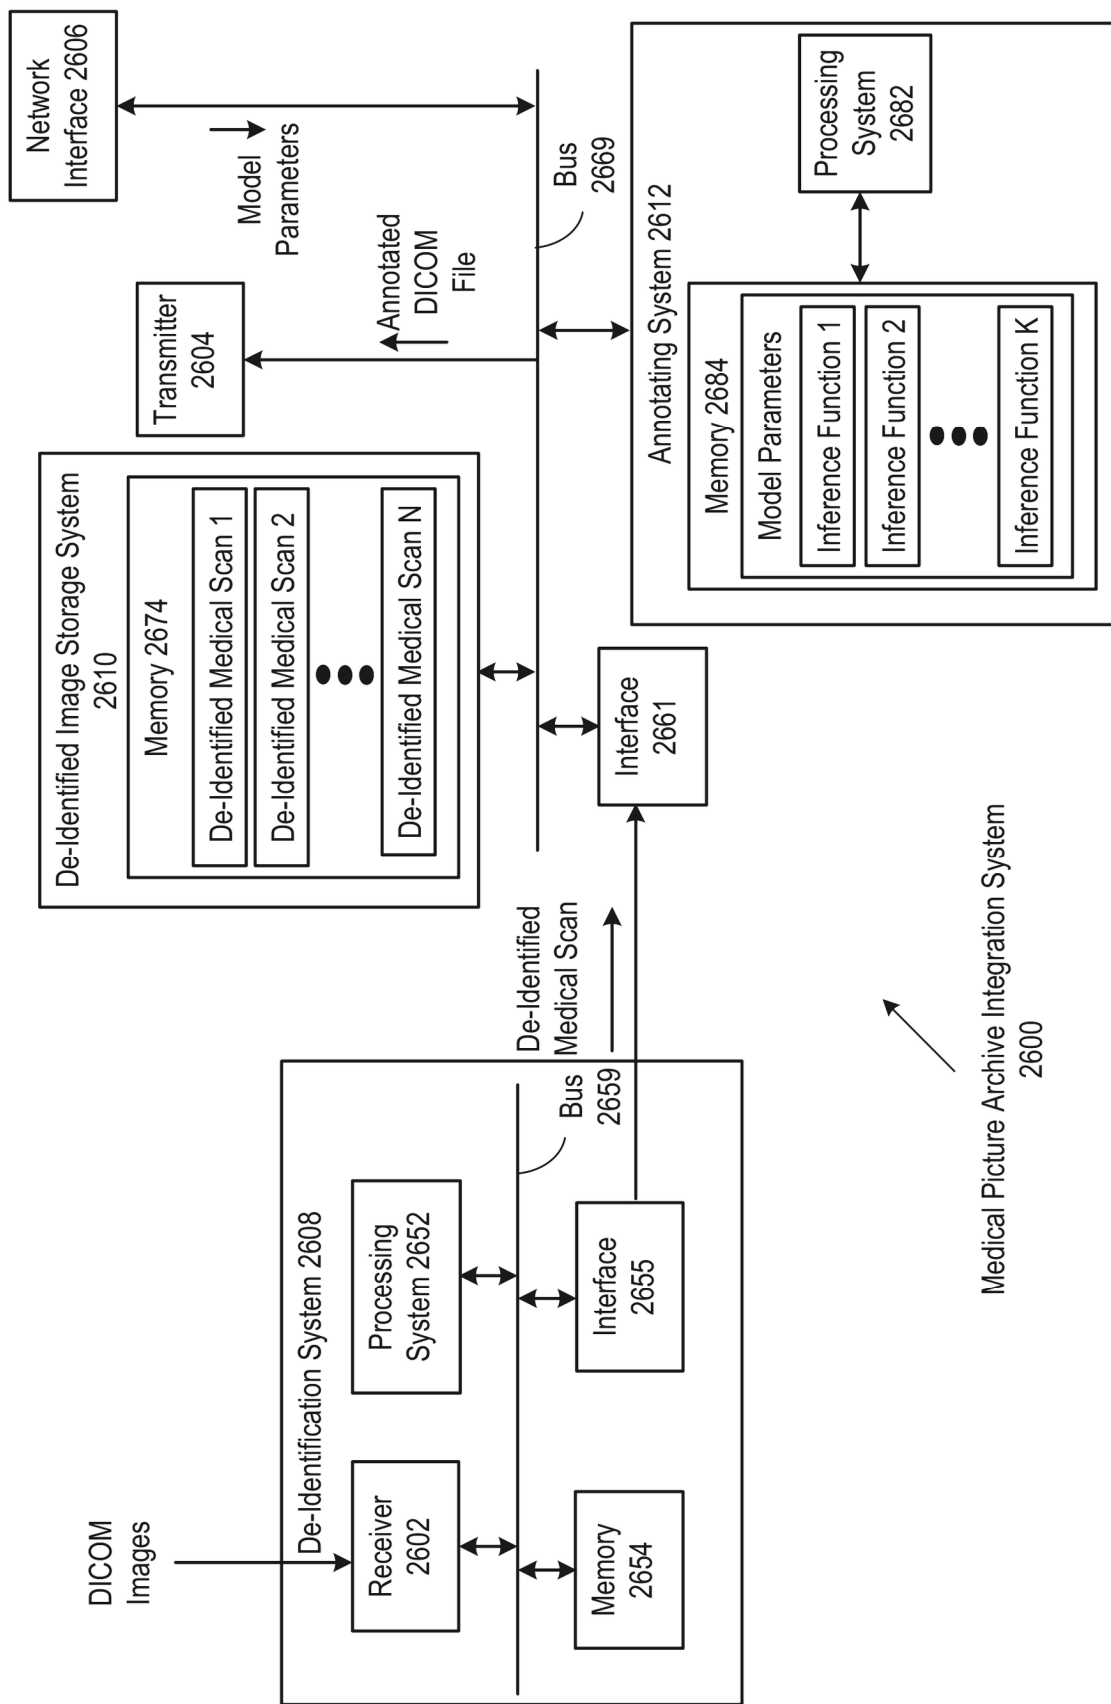 DICOM
Images
De-Identification System 2608
Receiver
2602
Processing
System 2652
Bus
2659
Memory
2654
Interface
2655
De-Identified
Medical Scan
De-Identified Image Storage System
2610
Memory 2674
De-Identified Medical Scan 1
De-Identified Medical Scan 2
De-Identified Medical Scan N
Transmitter
2604
Annotated
DICOM
File
Network
Interface 2606
Model
Parameters
Bus
2669
Interface
2661
Annotating System 2612
Memory 2684
Model Parameters
Inference Function 1
Inference Function 2
Inference Function K
Processing
System
2682
Medical Picture Archive Integration System
2600